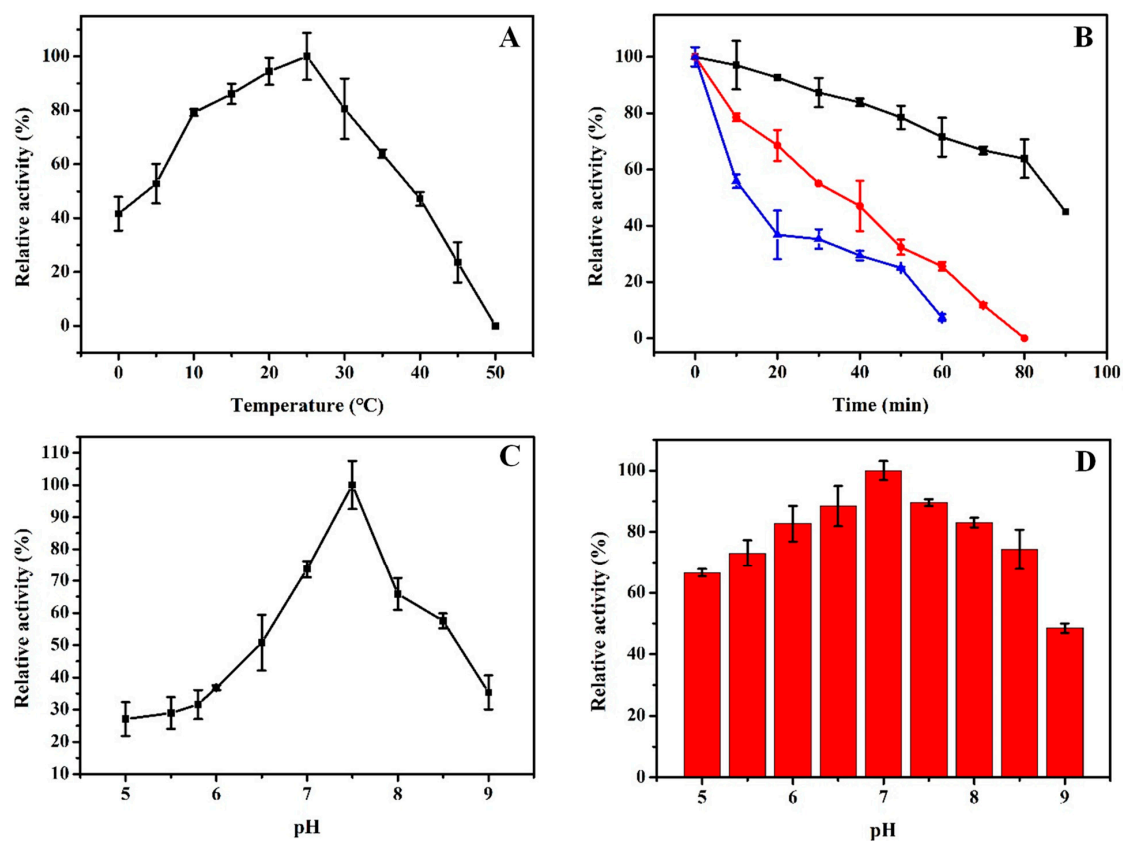 A
Relative activity (%)
100
80
60
40
20
0
0 10 20 30 40 50
Temperature (°C)
B
Relative activity (%)
100
80
60
40
20
0
0 20 40 60 80 100
Time (min)
C
Relative activity (%)
110
100
90
80
70
60
50
40
30
20
10
5 6 7 8 9
pH
D
Relative activity (%)
100
80
60
40
20
0
5 6 7 8 9
pH